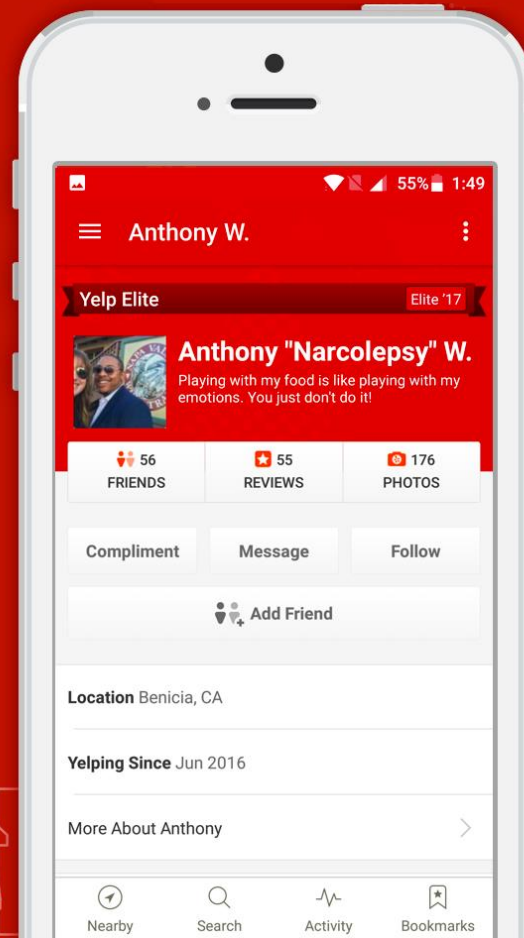 55% 1:49
Anthony W.
Yelp Elite
Elite '17
Anthony "Narcolepsy" W.
Playing with my food is like playing with my
emotions. You just don't do it!
56
FRIENDS
55
REVIEWS
176
PHOTOS
Compliment
Message
Follow
Add Friend
Location Benicia, CA
Yelping Since Jun 2016
More About Anthony
Nearby
Search
Activity
Bookmarks